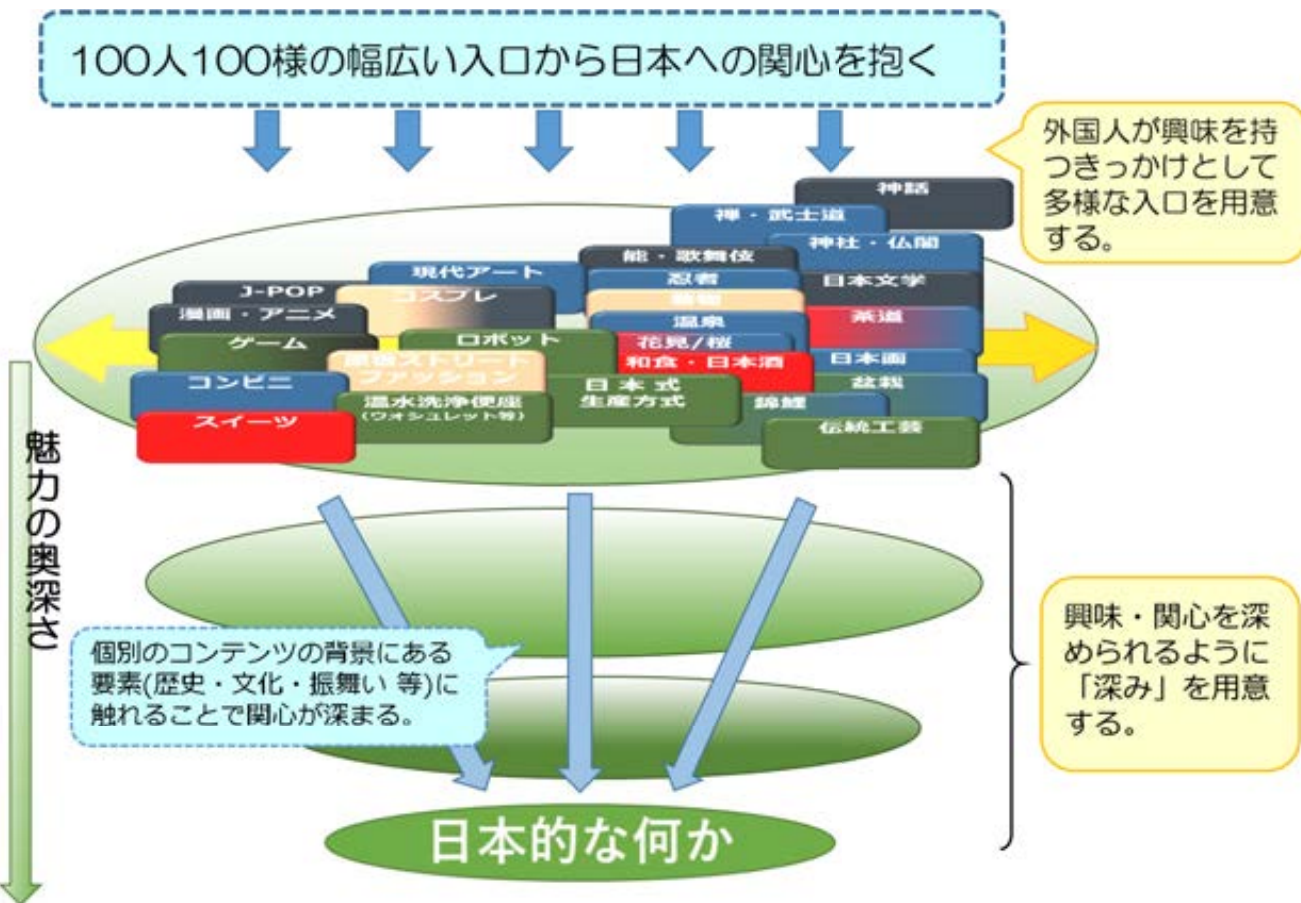 100人100様の幅広い入口から日本への関心を抱く
外国人が興味を持
つきっかけとして
多様な入口を用意
する。
神話
禅・武士道
神社・仏閣
能・歌舞伎
現代アート
忍者
日本文学
J-POP
コスプレ
漫画・アニメ
温泉
茶道
ゲーム
ロボット
花見/桜
原宿ストリート
ファッション
和食・日本酒
日本画
コンビニ
日本式
生産方式
盆栽
温水洗浄便座
(ウオシュレット等)
錦鯉
スイーツ
伝統工芸
魅力の奥深さ
個別のコンテンツの背景にある
要素(歴史・文化・振舞い 等)に
触れることで関心が深まる。
興味・関心を深
められるように
「深み」を用意
する。
日本的な何か